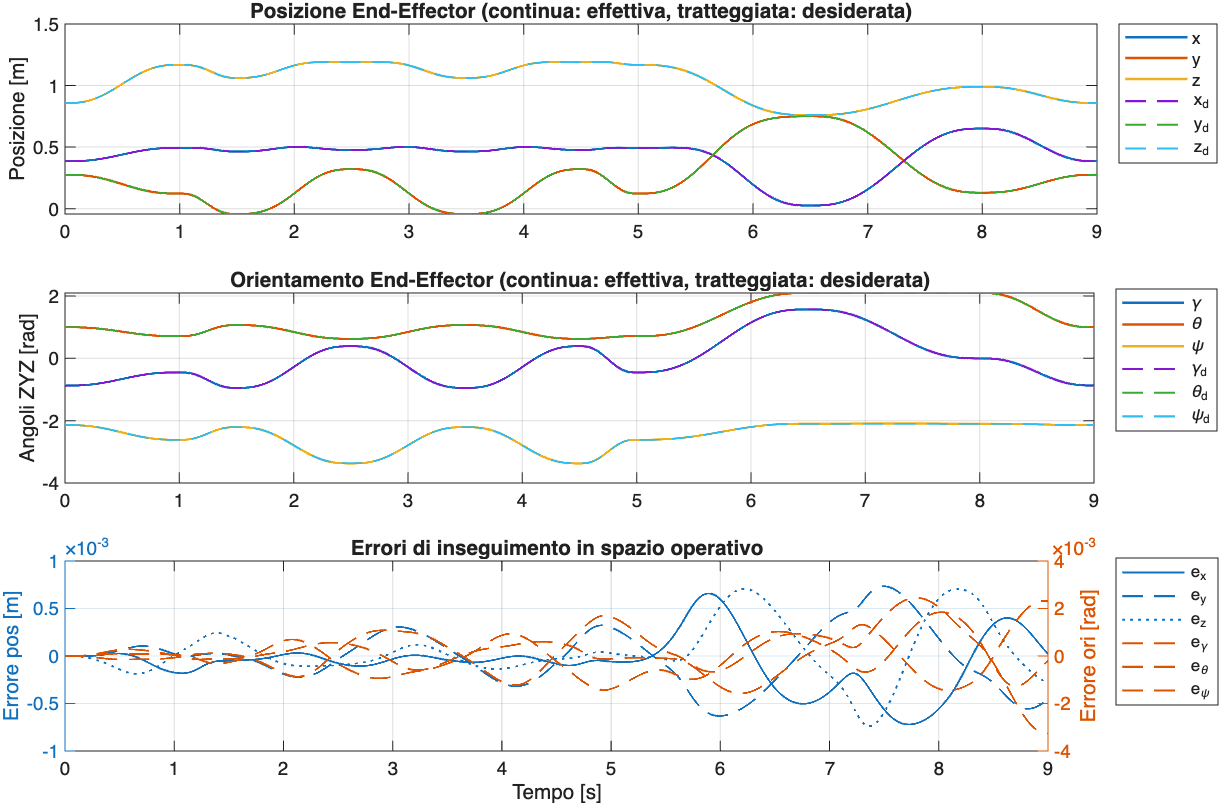 Posizione End-Effector (continua: effettiva, tratteggiata: desiderata)
Posizione [m]
1.5
1
0.5
0
0 1 2 3 4 5 6 7 8 9
x
y
z
x_d
y_d
z_d
Orientamento End-Effector (continua: effettiva, tratteggiata: desiderata)
Angoli ZYZ [rad]
2
0
-2
-4
0 1 2 3 4 5 6 7 8 9
γ
θ
ψ
γ_d
θ_d
ψ_d
Errori di inseguimento in spazio operativo
×10^-3
×10^-3
Errore pos [m]
1
0.5
0
-0.5
-1
Errore ori [rad]
4
2
0
-2
-4
0 1 2 3 4 5 6 7 8 9
Tempo [s]
e_x
e_y
e_z
e_γ
e_θ
e_ψ